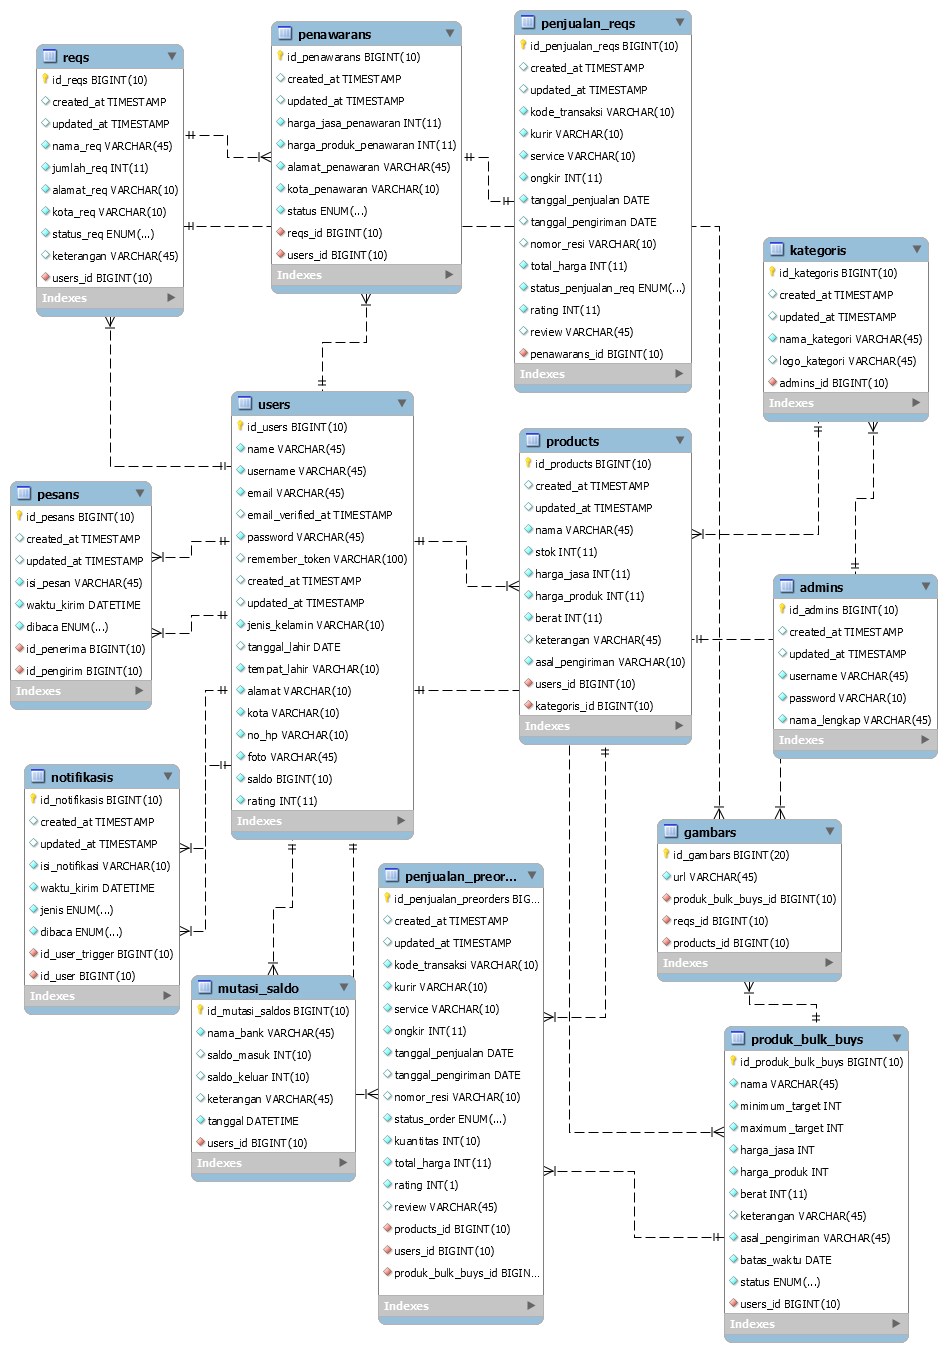 reqs
id_reqs BIGINT(10)
created_at TIMESTAMP
updated_at TIMESTAMP
nama_req VARCHAR(45)
jumlah_req INT(11)
alamat_req VARCHAR(10)
kota_req VARCHAR(10)
status_req ENUM(...)
keterangan VARCHAR(45)
users_id BIGINT(10)
Indexes
penawarans
id_penawarans BIGINT(10)
created_at TIMESTAMP
updated_at TIMESTAMP
harga_jasa_penawaran INT(11)
harga_produk_penawaran INT(11)
alamat_penawaran VARCHAR(45)
kota_penawaran VARCHAR(10)
status ENUM(...)
reqs_id BIGINT(10)
users_id BIGINT(10)
Indexes
penjualan_reqs
id_penjualan_reqs BIGINT(10)
created_at TIMESTAMP
updated_at TIMESTAMP
kode_transaksi VARCHAR(10)
kurir VARCHAR(10)
service VARCHAR(10)
ongkir INT(11)
tanggal_penjualan DATE
tanggal_pengiriman DATE
nomor_resi VARCHAR(10)
total_harga INT(11)
status_penjualan_req ENUM(...)
rating INT(11)
review VARCHAR(45)
penawarans_id BIGINT(10)
Indexes
kategoris
id_kategoris BIGINT(10)
created_at TIMESTAMP
updated_at TIMESTAMP
nama_kategori VARCHAR(45)
logo_kategori VARCHAR(45)
admins_id BIGINT(10)
Indexes
users
id_users BIGINT(10)
name VARCHAR(45)
username VARCHAR(45)
email VARCHAR(45)
email_verified_at TIMESTAMP
password VARCHAR(45)
remember_token VARCHAR(100)
created_at TIMESTAMP
updated_at TIMESTAMP
jenis_kelamin VARCHAR(10)
tanggal_lahir DATE
tempat_lahir VARCHAR(10)
alamat VARCHAR(10)
kota VARCHAR(10)
no_hp VARCHAR(10)
foto VARCHAR(45)
saldo BIGINT(10)
rating INT(11)
Indexes
products
id_products BIGINT(10)
created_at TIMESTAMP
updated_at TIMESTAMP
nama VARCHAR(45)
stok INT(11)
harga_jasa INT(11)
harga_produk INT(11)
berat INT(11)
keterangan VARCHAR(45)
asal_pengiriman VARCHAR(10)
users_id BIGINT(10)
kategoris_id BIGINT(10)
Indexes
pesans
id_pesans BIGINT(10)
created_at TIMESTAMP
updated_at TIMESTAMP
isi_pesan VARCHAR(45)
waktu_kirim DATETIME
dibaca ENUM(...)
id_penerima BIGINT(10)
id_pengirim BIGINT(10)
Indexes
admins
id_admins BIGINT(10)
created_at TIMESTAMP
updated_at TIMESTAMP
username VARCHAR(45)
password VARCHAR(10)
nama_lengkap VARCHAR(45)
Indexes
notifikasis
id_notifikasis BIGINT(10)
created_at TIMESTAMP
updated_at TIMESTAMP
isi_notifikasi VARCHAR(10)
waktu_kirim DATETIME
jenis ENUM(...)
dibaca ENUM(...)
id_user_trigger BIGINT(10)
id_user BIGINT(10)
Indexes
gambars
id_gambars BIGINT(20)
url VARCHAR(45)
produk_bulk_buys_id BIGINT(10)
reqs_id BIGINT(10)
products_id BIGINT(10)
Indexes
penjualan_preor...
id_penjualan_preorders BIG...
created_at TIMESTAMP
updated_at TIMESTAMP
kode_transaksi VARCHAR(10)
kurir VARCHAR(10)
service VARCHAR(10)
ongkir INT(11)
tanggal_penjualan DATE
tanggal_pengiriman DATE
nomor_resi VARCHAR(10)
status_order ENUM(...)
kuantitas INT(10)
total_harga INT(11)
rating INT(1)
review VARCHAR(45)
products_id BIGINT(10)
users_id BIGINT(10)
produk_bulk_buys_id BIGIN...
Indexes
mutasi_saldo
id_mutasi_saldos BIGINT(10)
nama_bank VARCHAR(45)
saldo_masuk INT(10)
saldo_keluar INT(10)
keterangan VARCHAR(45)
tanggal DATETIME
users_id BIGINT(10)
Indexes
produk_bulk_buys
id_produk_bulk_buys BIGINT(10)
nama VARCHAR(45)
minimum_target INT
maximum_target INT
harga_jasa INT
harga_produk INT
berat INT(11)
keterangan VARCHAR(45)
asal_pengiriman VARCHAR(45)
batas_waktu DATE
status ENUM(...)
users_id BIGINT(10)
Indexes